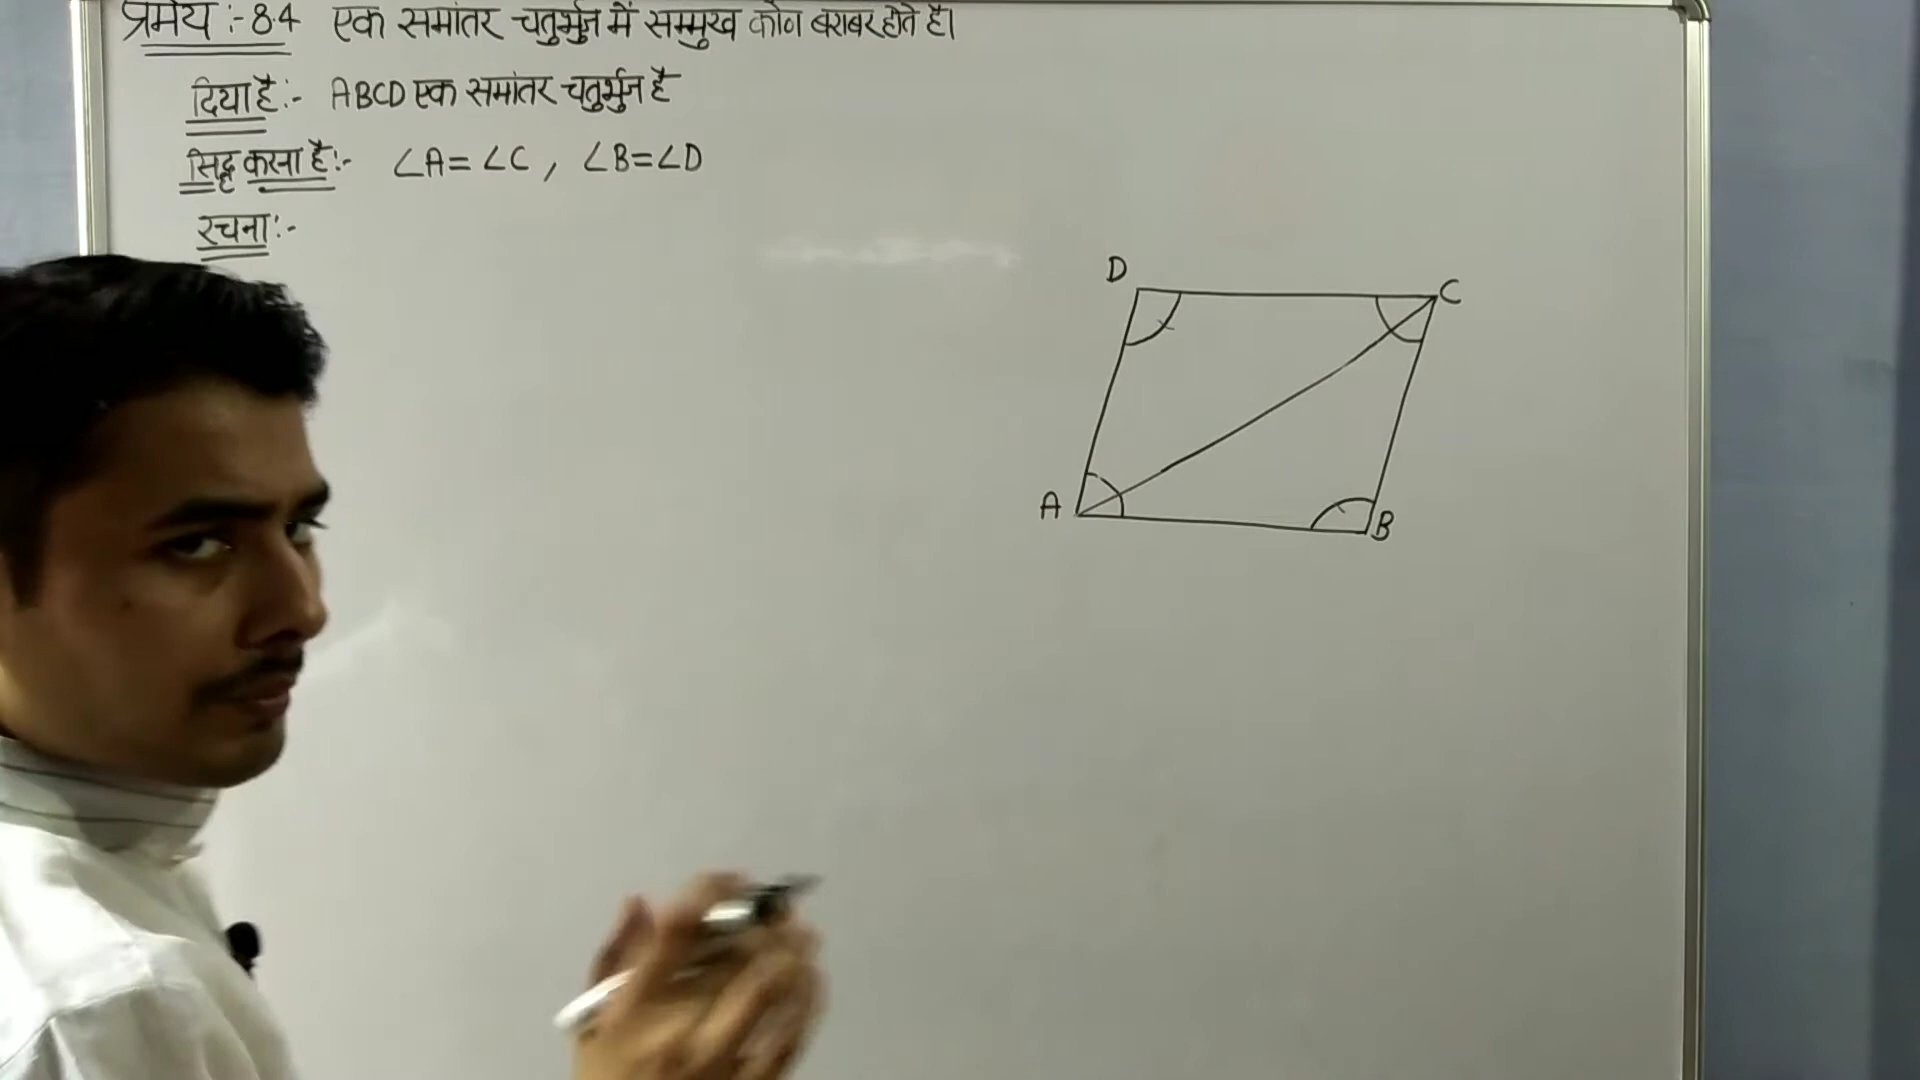 प्रमेय :- 8.4 एक समांतर चतुर्भुज में सम्मुख कोण बराबर होते है।
दिया है :- ABCD एक समांतर चतुर्भुज है
सिद्ध करना है :- ∠A = ∠C , ∠B = ∠D
रचना :-
D
C
A
B